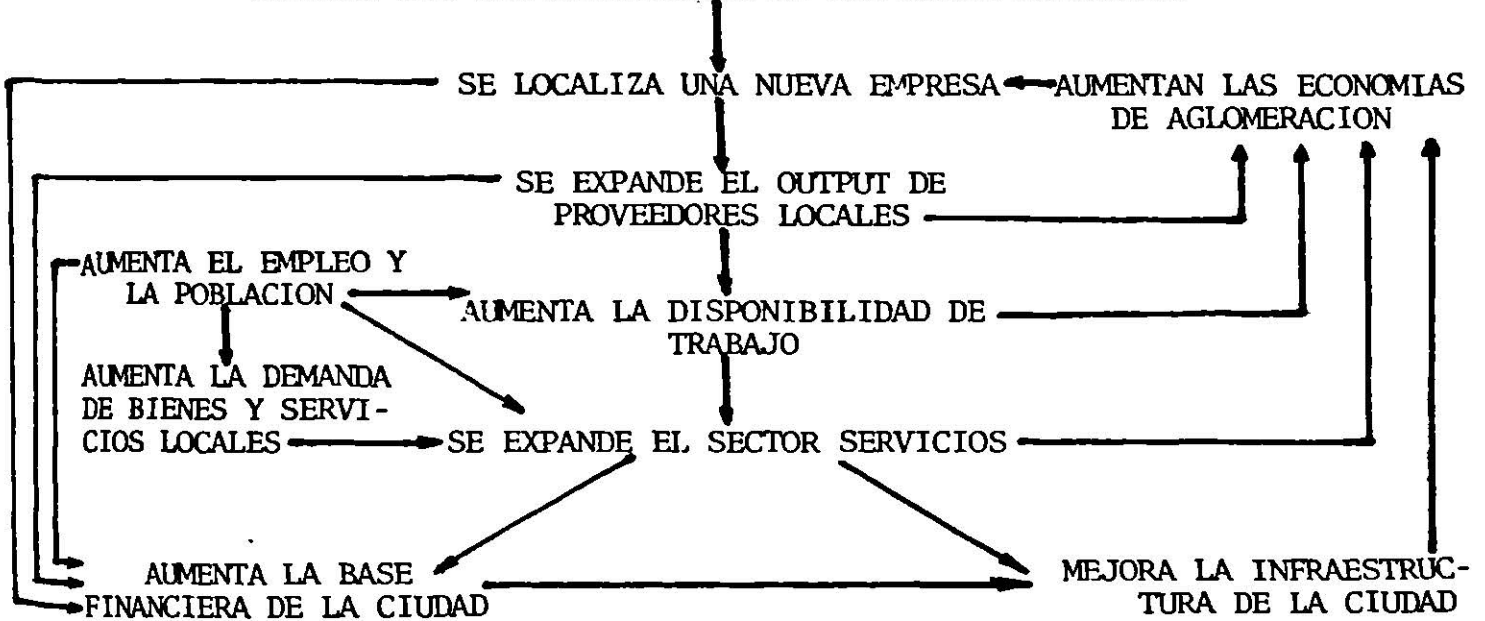 SE LOCALIZA UNA NUEVA EMPRESA
AUMENTAN LAS ECONOMIAS
DE AGLOMERACION
SE EXPANDE EL OUTPUT DE
PROVEEDORES LOCALES
AUMENTA EL EMPLEO Y
LA POBLACION
AUMENTA LA DISPONIBILIDAD DE
TRABAJO
AUMENTA LA DEMANDA
DE BIENES Y SERVI-
CIOS LOCALES
SE EXPANDE EL SECTOR SERVICIOS
AUMENTA LA BASE
FINANCIERA DE LA CIUDAD
MEJORA LA INFRAESTRUC-
TURA DE LA CIUDAD